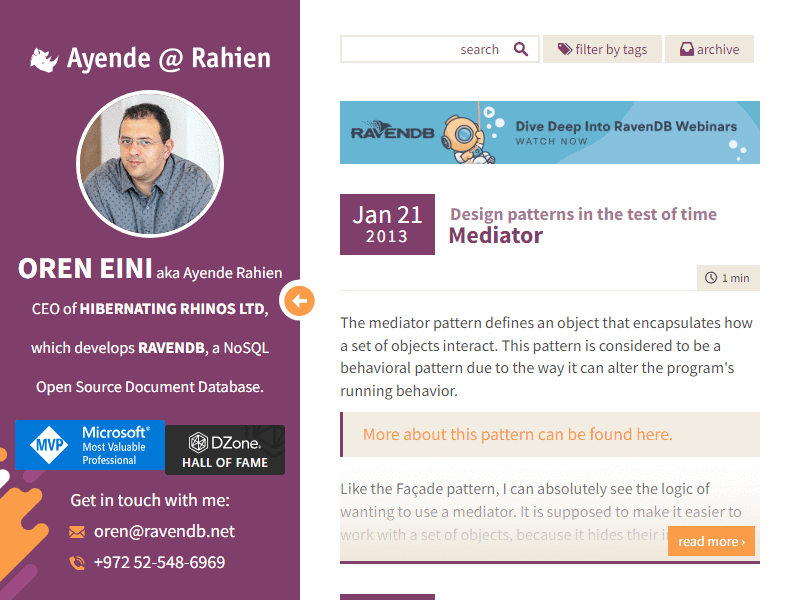 Ayende @ Rahien
OREN EINI aka Ayende Rahien
CEO of HIBERNATING RHINOS LTD,
which develops RAVENDB, a NoSQL
Open Source Document Database.
MVP
Microsoft®
Most Valuable
Professional
DZone.
HALL OF FAME
Get in touch with me:
oren@ravendb.net
+972 52-548-6969
search
filter by tags
archive
RAVENDB
Dive Deep Into RavenDB Webinars
WATCH NOW
Jan 21
2013
Design patterns in the test of time
Mediator
1 min
The mediator pattern defines an object that encapsulates how
a set of objects interact. This pattern is considered to be a
behavioral pattern due to the way it can alter the program's
running behavior.
More about this pattern can be found here.
Like the Façade pattern, I can absolutely see the logic of
wanting to use a mediator. It is supposed to make it easier to
work with a set of objects, because it hides their
read more ›